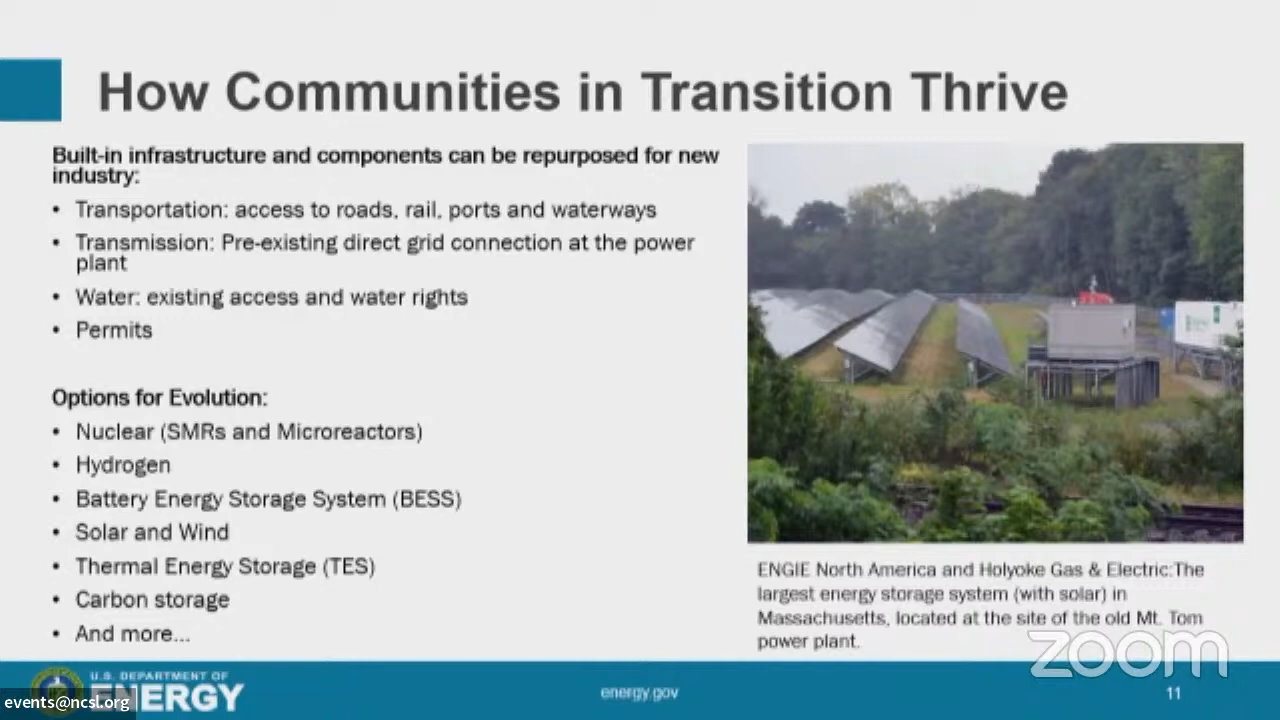 How Communities in Transition Thrive
Built-in infrastructure and components can be repurposed for new
industry:
• Transportation: access to roads, rail, ports and waterways
• Transmission: Pre-existing direct grid connection at the power
plant
• Water: existing access and water rights
• Permits
Options for Evolution:
• Nuclear (SMRs and Microreactors)
• Hydrogen
• Battery Energy Storage System (BESS)
• Solar and Wind
• Thermal Energy Storage (TES)
• Carbon storage
• And more...
ENGIE North America and Holyoke Gas & Electric:The
largest energy storage system (with solar) in
Massachusetts, located at the site of the old Mt. Tom
power plant.
zoom
U.S. DEPARTMENT OF
ENERGY
events@ncsl.org
energy.gov
11